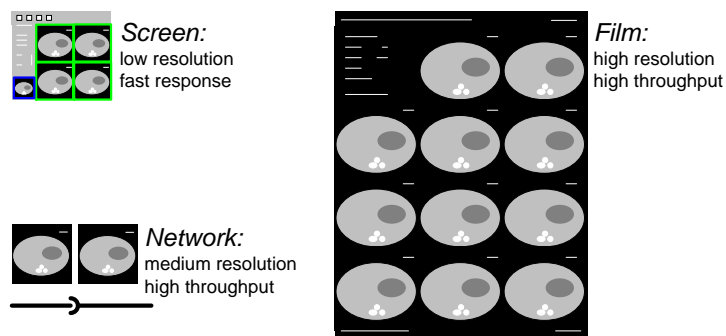 Screen:
low resolution
fast response
Film:
high resolution
high throughput
Network:
medium resolution
high throughput